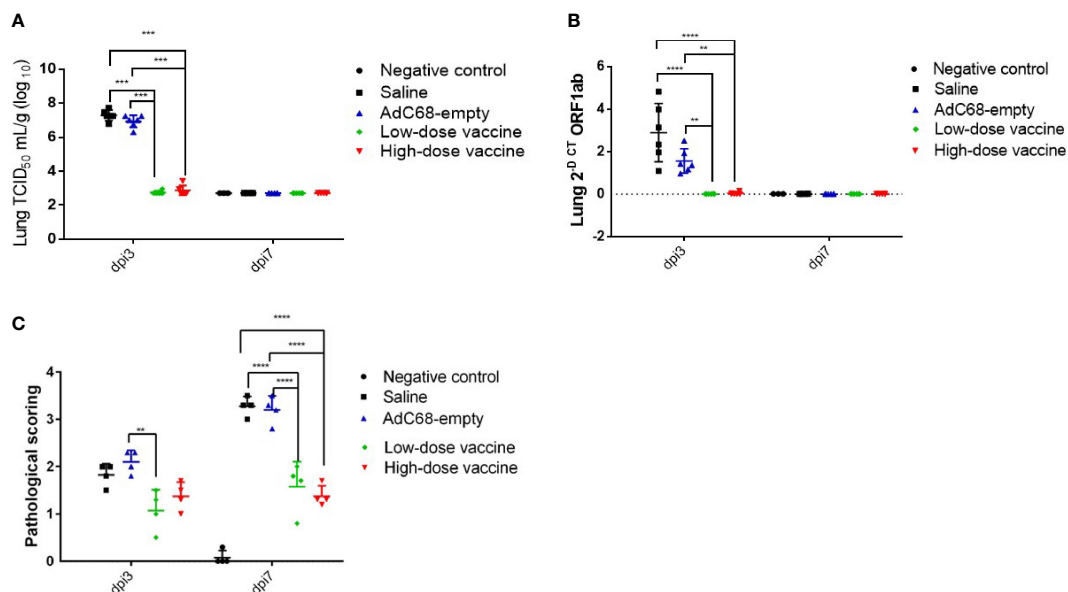 A
Lung TCID50 mL/g (log 10)
10
8
6
4
2
0
***
***
***
***
dpi3
dpi7
Negative control
Saline
AdC68-empty
Low-dose vaccine
High-dose vaccine
B
Lung 2-D CT ORF1ab
6
4
2
0
-2
****
**
****
**
dpi3
dpi7
Negative control
Saline
AdC68-empty
Low-dose vaccine
High-dose vaccine
C
Pathological scoring
4
3
2
1
0
**
****
****
****
****
dpi3
dpi7
Negative control
Saline
AdC68-empty
Low-dose vaccine
High-dose vaccine